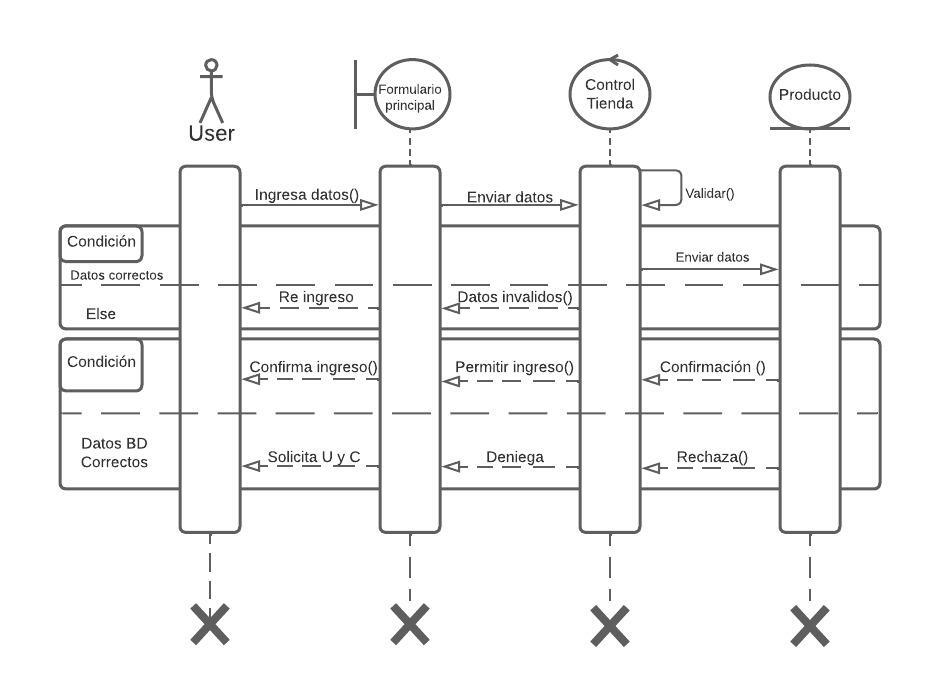 User
Formulario
principal
Control
Tienda
Producto
Ingresa datos()
Enviar datos
Validar()
Condición
Enviar datos
Datos correctos
Re ingreso
Datos invalidos()
Else
Condición
Confirma ingreso()
Permitir ingreso()
Confirmación ()
Datos BD
Correctos
Solicita U y C
Deniega
Rechaza()